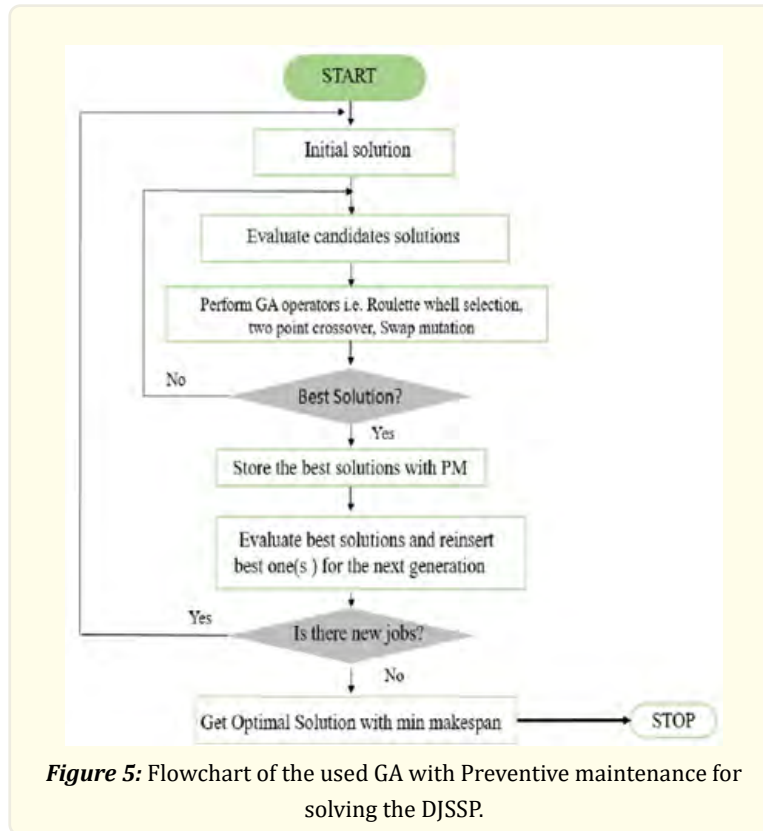 START
Initial solution
Evaluate candidates solutions
Perform GA operators i.e. Roulette whell selection,
two point crossover, Swap mutation
No
Best Solution?
Yes
Store the best solutions with PM
Evaluate best solutions and reinsert
best one(s ) for the next generation
Yes
Is there new jobs?
No
Get Optimal Solution with min makespan
STOP
Figure 5: Flowchart of the used GA with Preventive maintenance for
solving the DJSSP.